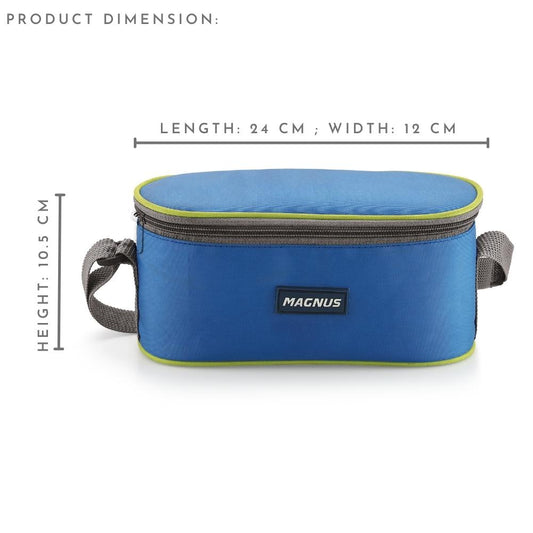 PRODUCT DIMENSION:
LENGTH: 24 CM ; WIDTH: 12 CM
HEIGHT: 10.5 CM
MAGNUS